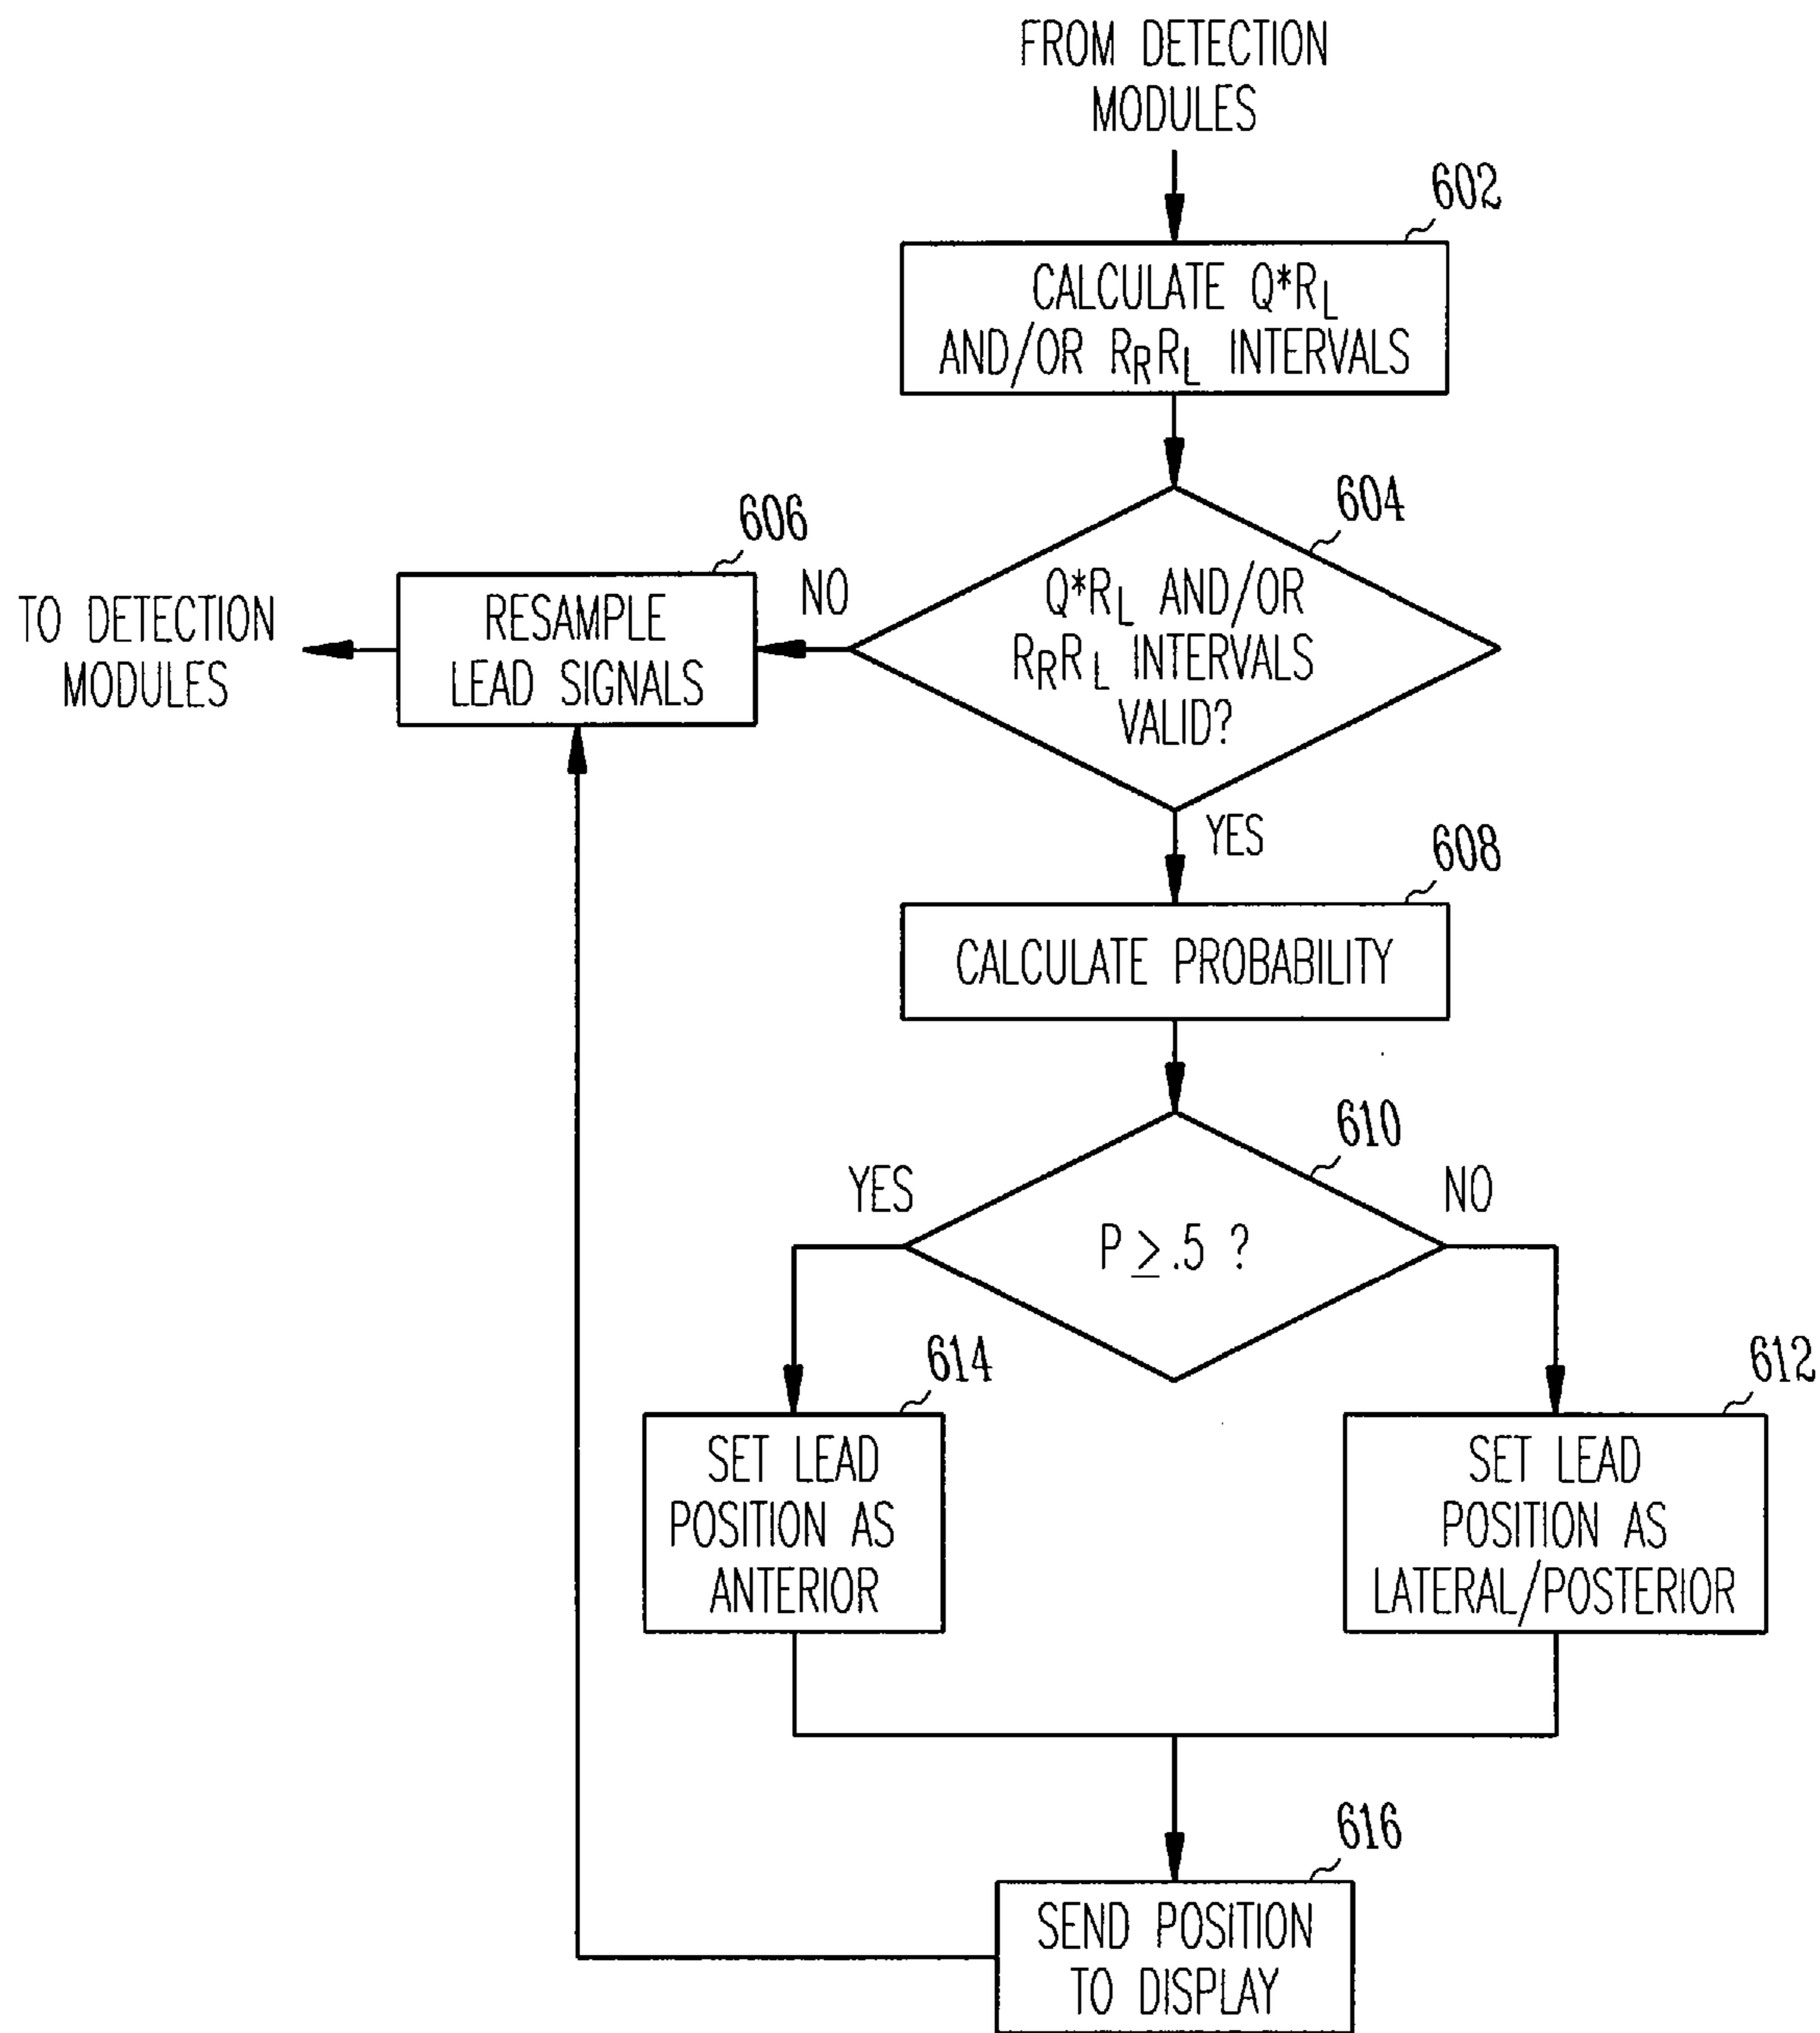 FROM DETECTION
MODULES
602
CALCULATE Q*RL
AND/OR RRRL INTERVALS
604
Q*RL AND/OR
RRRL INTERVALS
VALID?
NO
606
RESAMPLE
LEAD SIGNALS
TO DETECTION
MODULES
YES
608
CALCULATE PROBABILITY
610
P ≥ .5 ?
YES
NO
614
SET LEAD
POSITION AS
ANTERIOR
612
SET LEAD
POSITION AS
LATERAL/POSTERIOR
616
SEND POSITION
TO DISPLAY